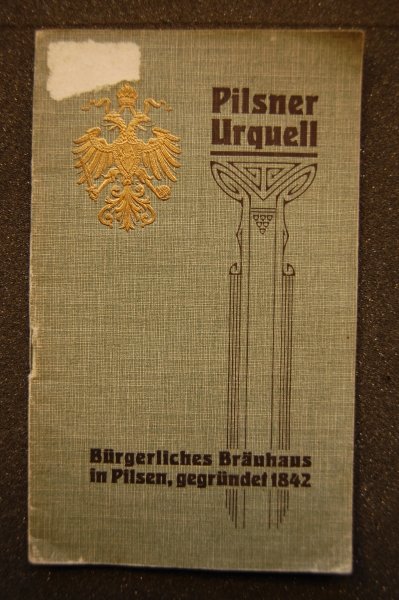 Pilsner
Urquell
Bürgerliches Bräuhaus
in Pilsen, gegründet 1842